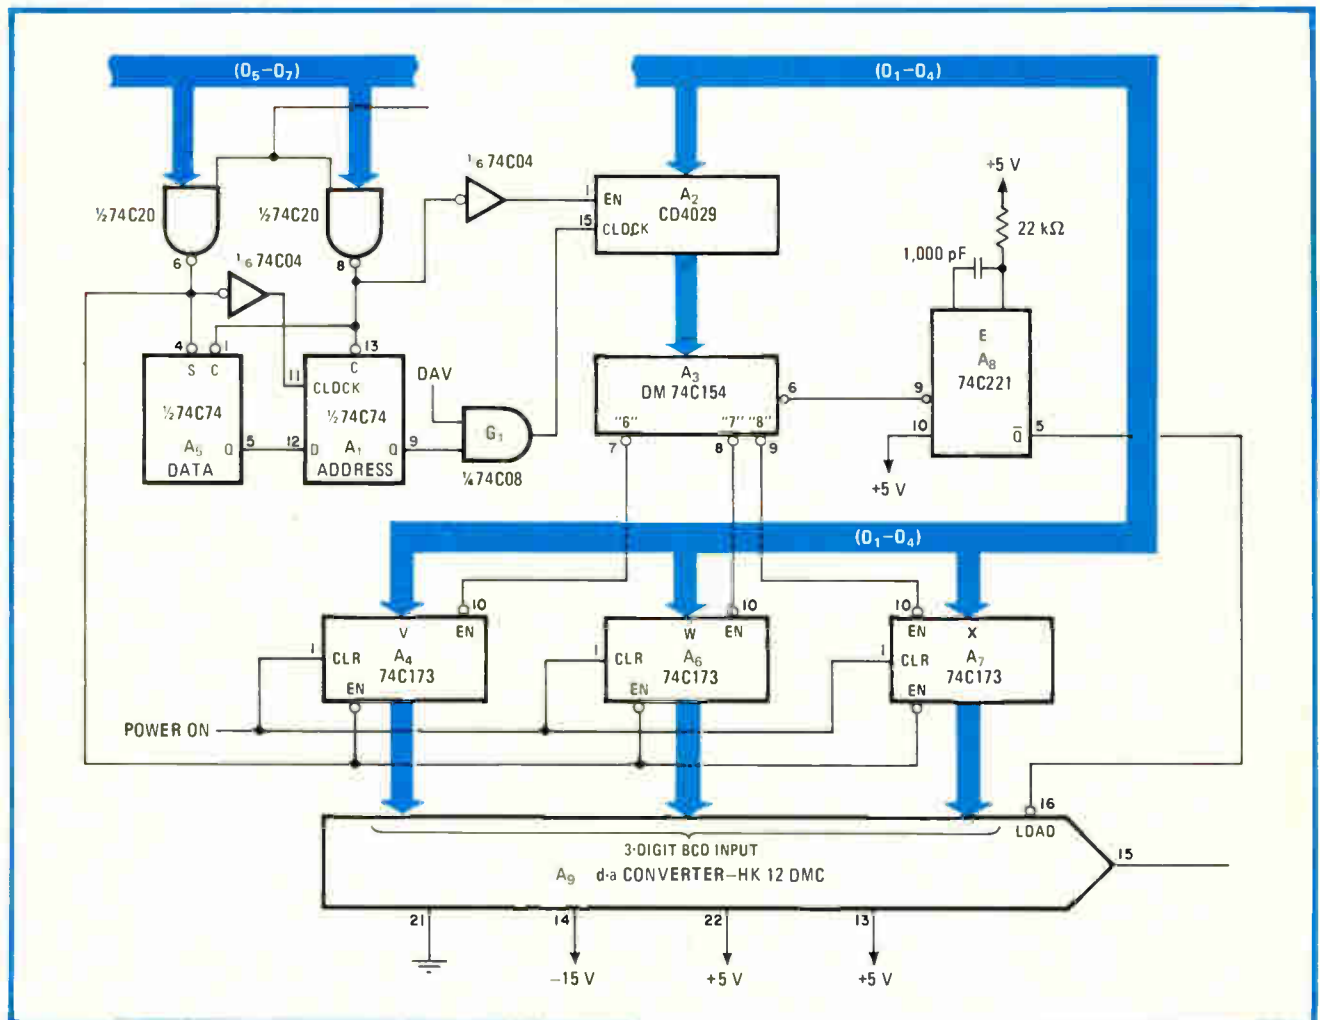 (O₅–O₇)
(O₁–O₄)
½74C20
½74C20
6
8
⅙ 74C04
⅙ 74C04
1
EN
15
CLOCK
A₂
CD4029
+5 V
22 kΩ
1,000 pF
4
1
S
C
½74C74
A₅
DATA
Q
5
12
13
C
11
CLOCK
½74C74
D
A₁
Q
ADDRESS
9
DAV
G₁
¼74C08
A₃
DM 74C154
"6"
"7"
"8"
6
7
8
9
E
A₈
74C221
9
10
Q̅
5
+5 V
(O₁–O₄)
10
V
EN
1
CLR
A₄
74C173
EN
10
W
EN
1
CLR
A₆
74C173
EN
10
EN
X
1
CLR
A₇
74C173
EN
POWER ON
16
LOAD
3-DIGIT BCD INPUT
A₉ d-a CONVERTER–HK 12 DMC
15
21
14
22
13
–15 V
+5 V
+5 V